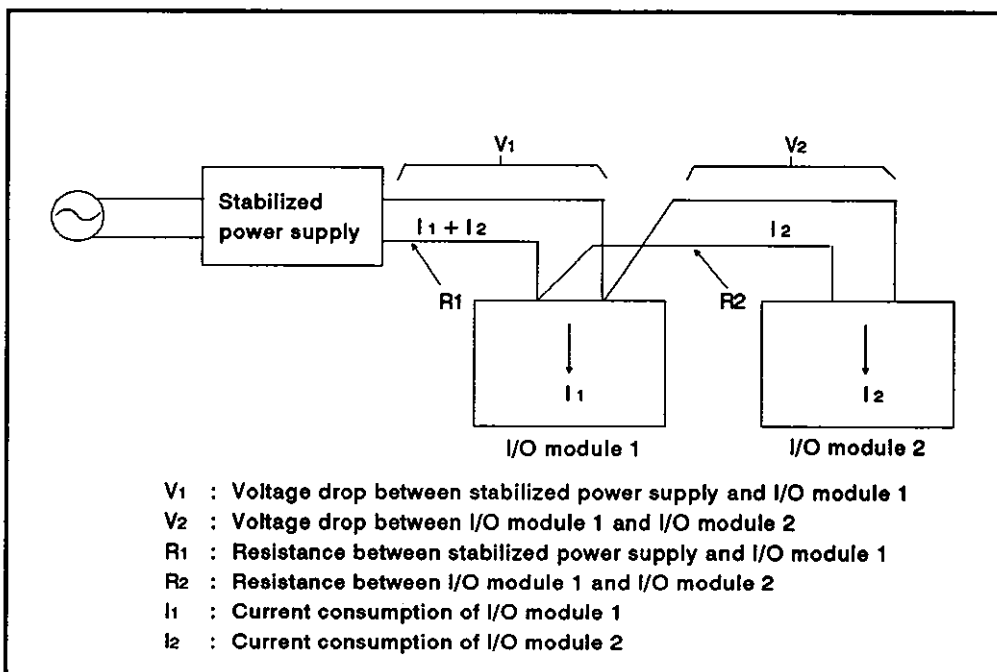 V1
V2
Stabilized
power supply
I1 + I2
I2
R1
R2
I1
I2
I/O module 1
I/O module 2
V1 : Voltage drop between stabilized power supply and I/O module 1
V2 : Voltage drop between I/O module 1 and I/O module 2
R1 : Resistance between stabilized power supply and I/O module 1
R2 : Resistance between I/O module 1 and I/O module 2
I1 : Current consumption of I/O module 1
I2 : Current consumption of I/O module 2